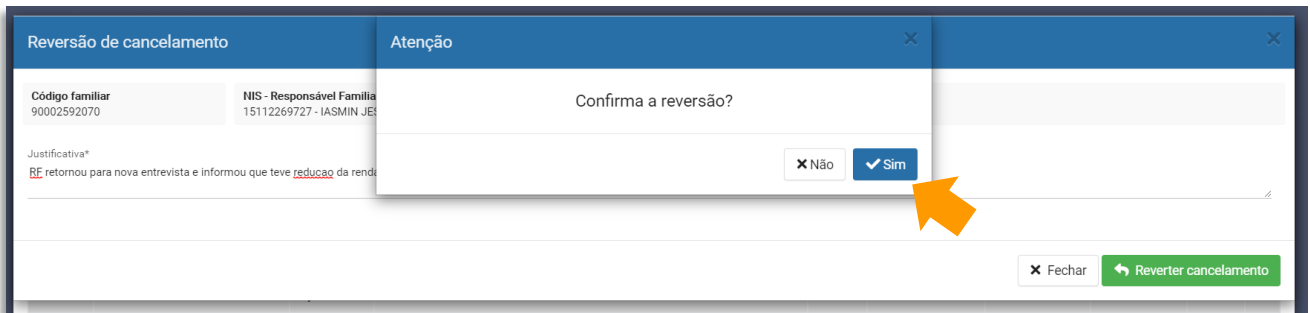 Reversão de cancelamento
Atenção
Código familiar
90002592070
NIS - Responsável Familia
15112269727 - IASMIN JES
Confirma a reversão?
Justificativa*
RF retornou para nova entrevista e informou que teve reducao da renda
Não
Sim
Fechar
Reverter cancelamento